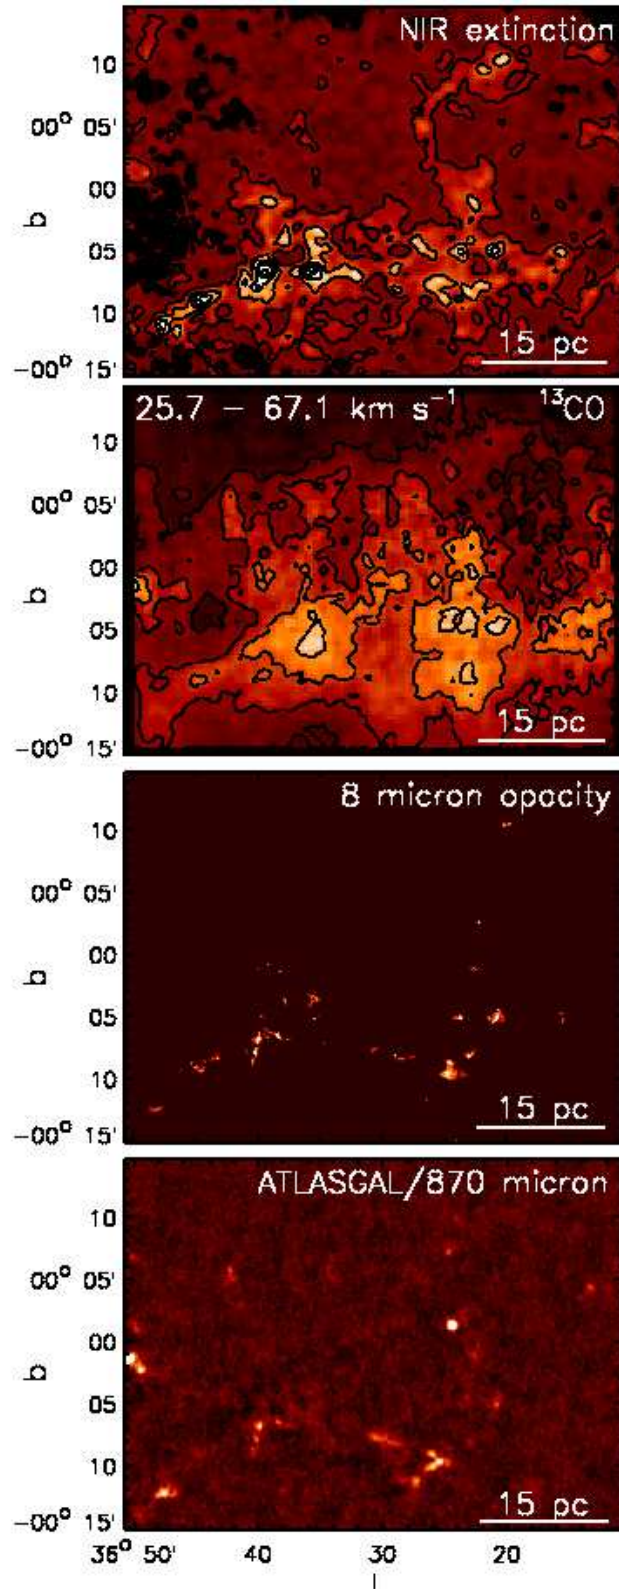 NIR extinction
10
00° 05'
00
b
05
10
−00° 15'
15 pc
25.7 − 67.1 km s⁻¹ ¹³CO
10
00° 05'
00
b
05
10
−00° 15'
15 pc
8 micron opacity
10
00° 05'
00
b
05
10
−00° 15'
15 pc
ATLASGAL/870 micron
10
00° 05'
00
b
05
10
−00° 15'
15 pc
36° 50' 40 30 20
l